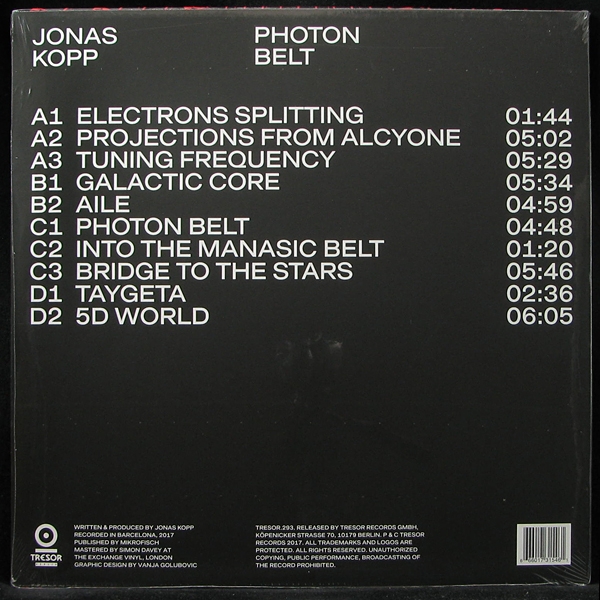 JONAS
KOPP
PHOTON
BELT
A1 ELECTRONS SPLITTING 01:44
A2 PROJECTIONS FROM ALCYONE 05:02
A3 TUNING FREQUENCY 05:29
B1 GALACTIC CORE 05:34
B2 AILE 04:59
C1 PHOTON BELT 04:48
C2 INTO THE MANASIC BELT 01:20
C3 BRIDGE TO THE STARS 05:46
D1 TAYGETA 02:36
D2 5D WORLD 06:05
TRESOR
WRITTEN & PRODUCED BY JONAS KOPP
RECORDED IN BARCELONA, 2017
PUBLISHED BY MIKROFISCH
MASTERED BY SIMON DAVEY AT
THE EXCHANGE VINYL, LONDON
GRAPHIC DESIGN BY VANJA GOLUBOVIC
TRESOR.293. RELEASED BY TRESOR RECORDS GMBH,
KÖPENICKER STRASSE 70, 10179 BERLIN. P & C TRESOR
RECORDS 2017. ALL TRADEMARKS AND LOGOS ARE
PROTECTED. ALL RIGHTS RESERVED. UNAUTHORIZED
COPYING, PUBLIC PERFORMANCE, BROADCASTING OF
THE RECORD PROHIBITED.